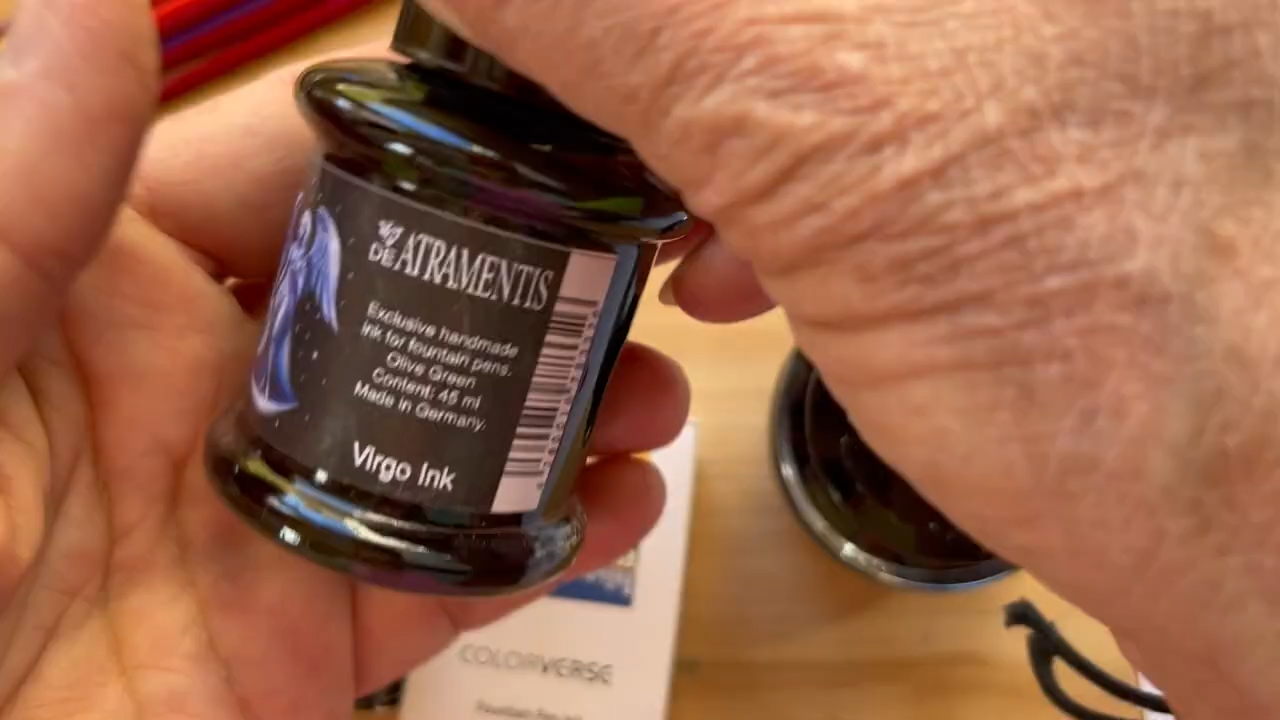 DE ATRAMENTIS
Exclusive handmade
ink for fountain pens.
Olive Green
Content: 45 ml
Made in Germany.
Virgo Ink
COLORVERSE